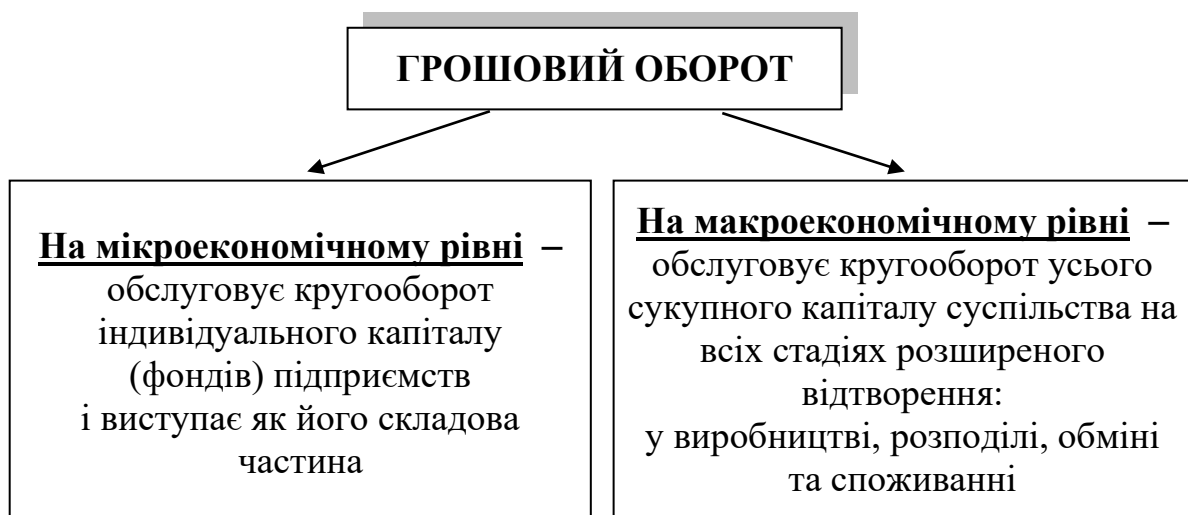 ГРОШОВИЙ ОБОРОТ
На мікроекономічному рівні –
обслуговує кругооборот
індивідуального капіталу
(фондів) підприємств
і виступає як його складова
частина
На макроекономічному рівні –
обслуговує кругооборот усього
сукупного капіталу суспільства на
всіх стадіях розширеного
відтворення:
у виробництві, розподілі, обміні
та споживанні